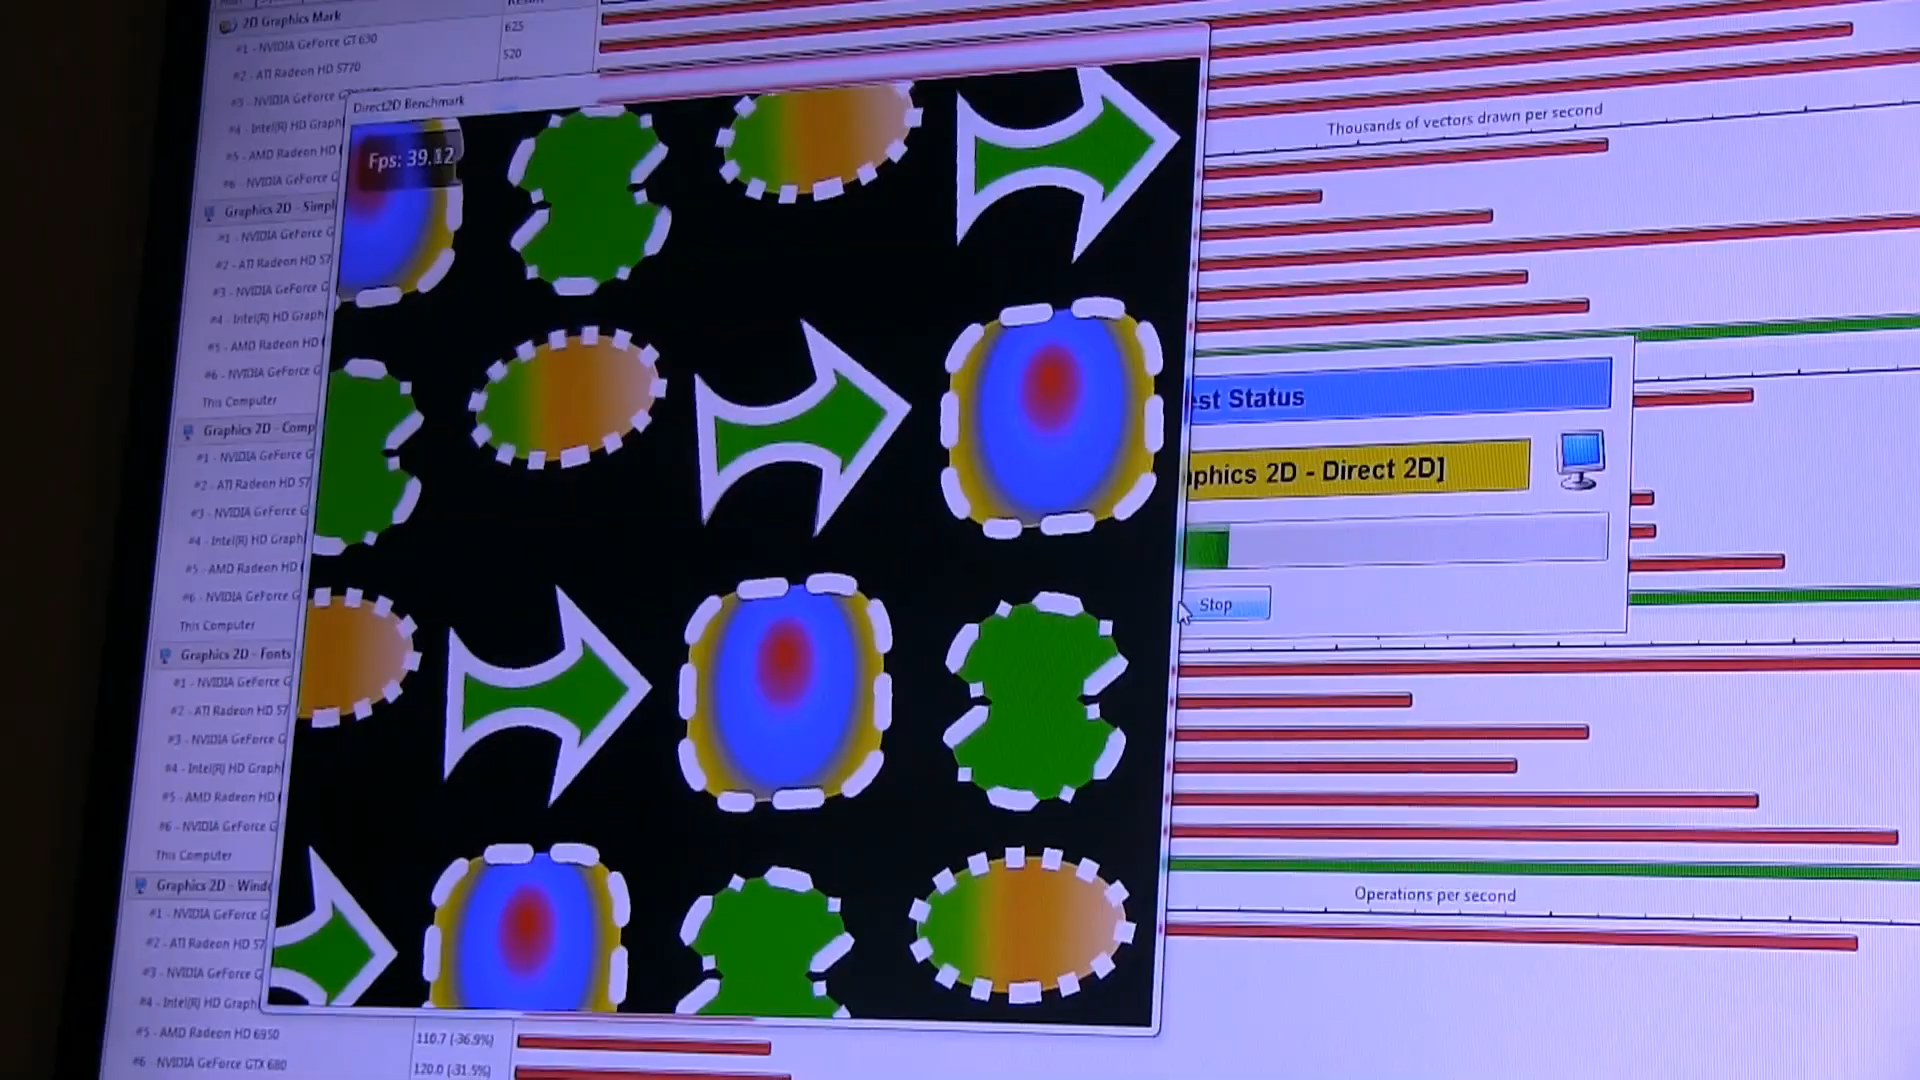 2D Graphics Mark
#1 - NVIDIA GeForce GT 630
625
#2 - ATI Radeon HD 5770
520
#3 - NVIDIA GeForce
#4 - Intel(R) HD Graph
#5 - AMD Radeon HD
#6 - NVIDIA GeForce G
Direct2D Benchmark
Fps: 39.12
Thousands of vectors drawn per second
Graphics 2D - Simpl
#1 - NVIDIA GeForce G
#2 - ATI Radeon HD 57
#3 - NVIDIA GeForce G
#4 - Intel(R) HD Graph
#5 - AMD Radeon HD
#6 - NVIDIA GeForce G
This Computer
est Status
phics 2D - Direct 2D]
Stop
Graphics 2D - Comp
#1 - NVIDIA GeForce G
#2 - ATI Radeon HD 57
#3 - NVIDIA GeForce G
#4 - Intel(R) HD Graph
#5 - AMD Radeon HD
#6 - NVIDIA GeForce G
This Computer
Graphics 2D - Fonts
#1 - NVIDIA GeForce G
#2 - ATI Radeon HD 57
#3 - NVIDIA GeForce G
#4 - Intel(R) HD Graph
#5 - AMD Radeon HD
#6 - NVIDIA GeForce G
This Computer
Operations per second
Graphics 2D - Windo
#1 - NVIDIA GeForce G
#2 - ATI Radeon HD 57
#3 - NVIDIA GeForce G
#4 - Intel(R) HD Graph
#5 - AMD Radeon HD 6950
110.7 (-36.9%)
#6 - NVIDIA GeForce GTX 680
120.0 (-31.5%)